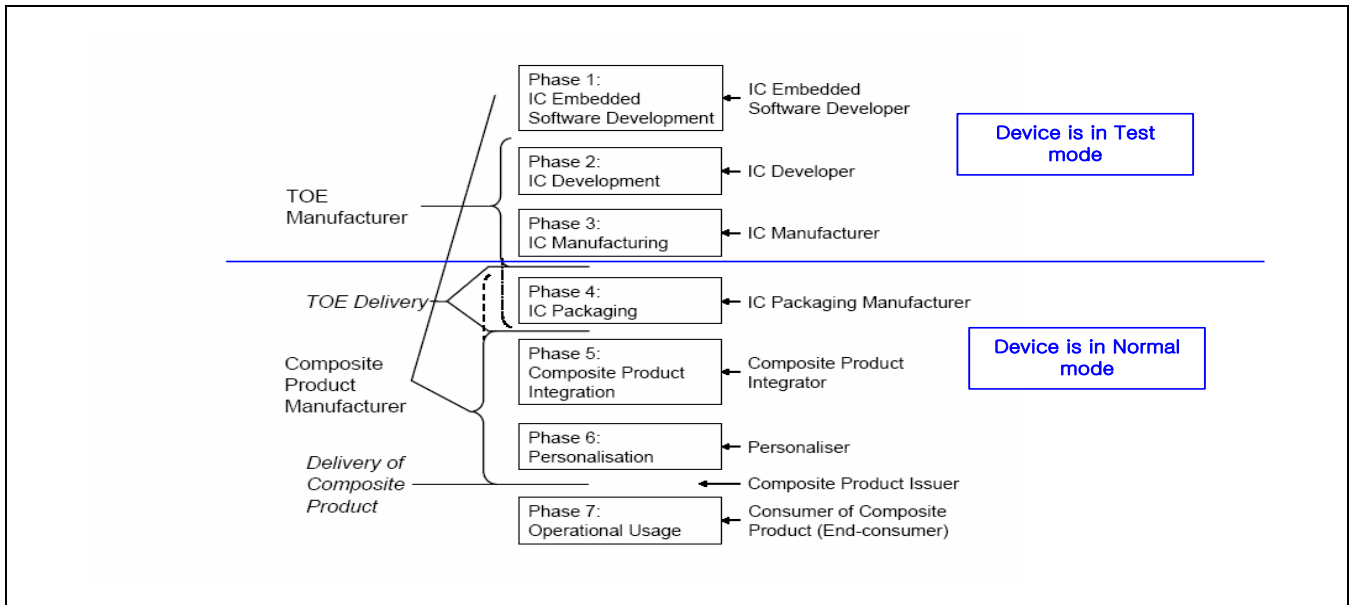 Phase 1:
IC Embedded
Software Development
IC Embedded
Software Developer
Device is in Test
mode
Phase 2:
IC Development
IC Developer
TOE
Manufacturer
Phase 3:
IC Manufacturing
IC Manufacturer
TOE Delivery
Phase 4:
IC Packaging
IC Packaging Manufacturer
Device is in Normal
mode
Composite
Product
Manufacturer
Phase 5:
Composite Product
Integration
Composite Product
Integrator
Phase 6:
Personalisation
Personaliser
Delivery of
Composite
Product
Composite Product Issuer
Phase 7:
Operational Usage
Consumer of Composite
Product (End-consumer)